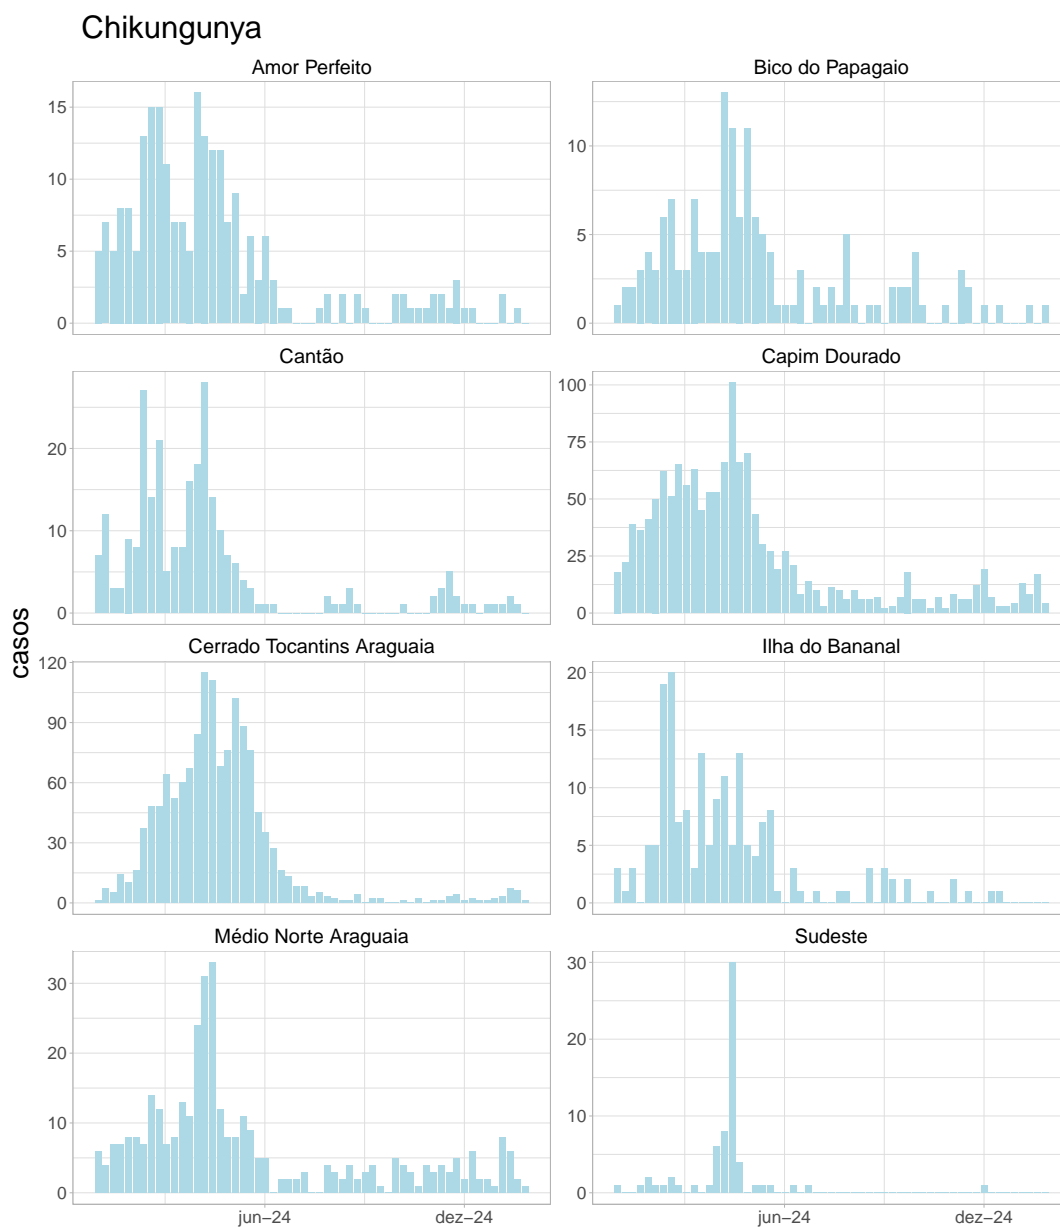 Chikungunya
Amor Perfeito
Bico do Papagaio
15
10
5
0
10
5
0
Cantão
Capim Dourado
20
10
0
100
75
50
25
0
casos
Cerrado Tocantins Araguaia
Ilha do Bananal
120
90
60
30
0
20
15
10
5
0
Médio Norte Araguaia
Sudeste
30
20
10
0
30
20
10
0
jun−24
dez−24
jun−24
dez−24